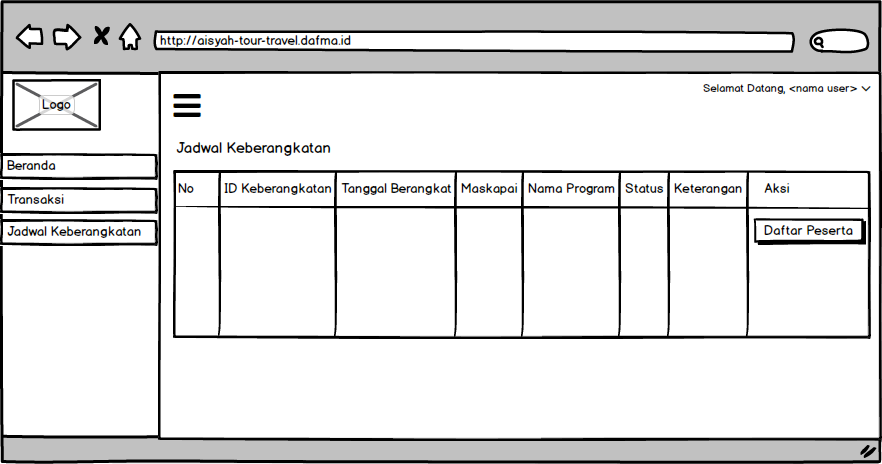 http://aisyah-tour-travel.dafma.id
Logo
Selamat Datang, <nama user>
Beranda
Transaksi
Jadwal Keberangkatan
Jadwal Keberangkatan
No ID Keberangkatan Tanggal Berangkat Maskapai Nama Program Status Keterangan Aksi
Daftar Peserta